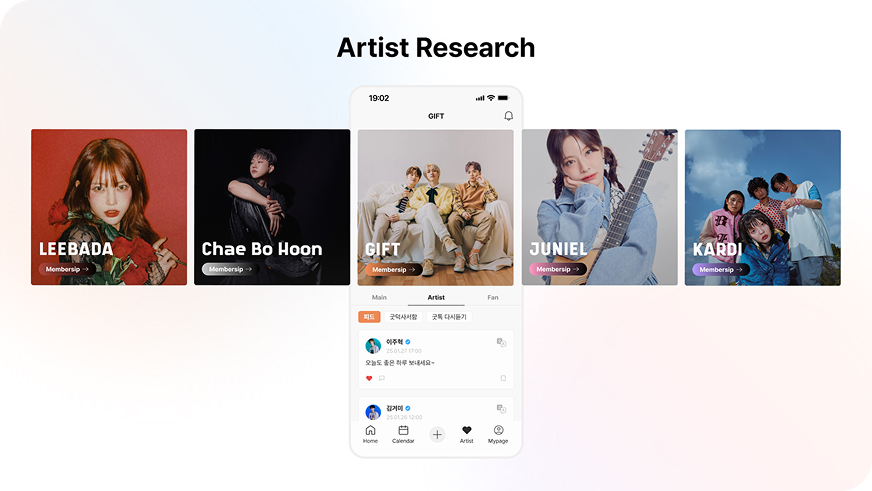 Artist Research
19:02
GIFT
LEEBADA
Membersip →
Chae Bo Hoon
Membersip →
GIFT
Membersip →
JUNIEL
Membersip →
KARDI
Membersip →
Main Artist Fan
피드 굿덕사서함 굿톡 다시듣기
이주혁
25.01.27 17:00
오늘도 좋은 하루 보내세요~
김거미
25.01.26 12:00
Home Calendar Artist Mypage